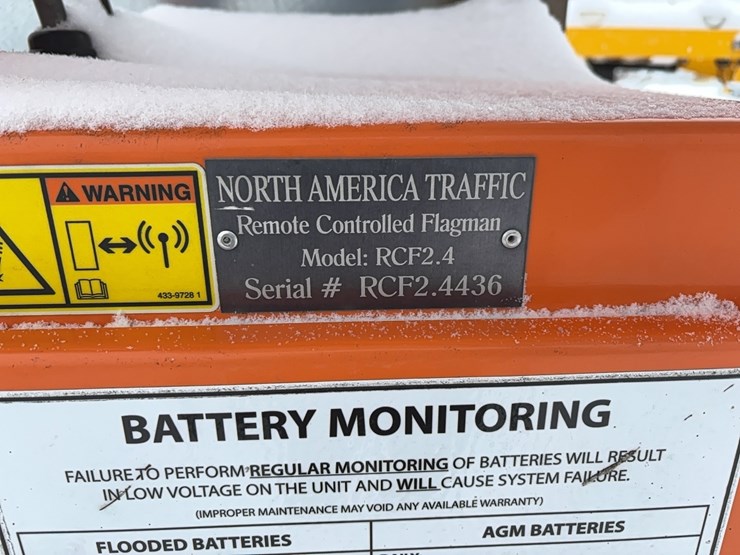 WARNING
433-9728 1
NORTH AMERICA TRAFFIC
Remote Controlled Flagman
Model: RCF2.4
Serial # RCF2.4436
BATTERY MONITORING
FAILURE TO PERFORM REGULAR MONITORING OF BATTERIES WILL RESULT
IN LOW VOLTAGE ON THE UNIT AND WILL CAUSE SYSTEM FAILURE.
(IMPROPER MAINTENANCE MAY VOID ANY AVAILABLE WARRANTY)
FLOODED BATTERIES
AGM BATTERIES